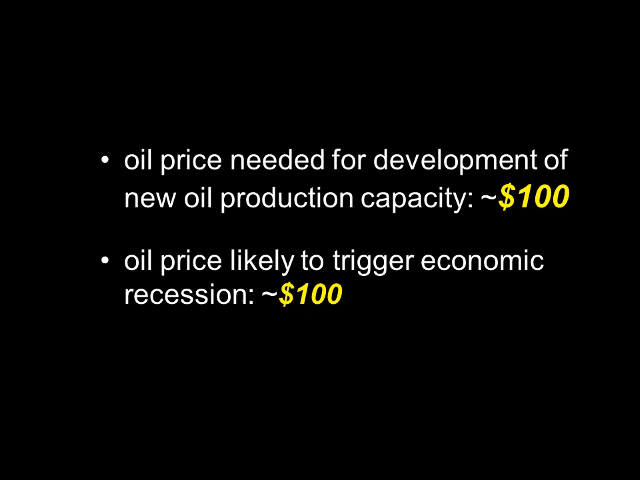 • oil price needed for development of
new oil production capacity: ~$100
• oil price likely to trigger economic
recession: ~$100